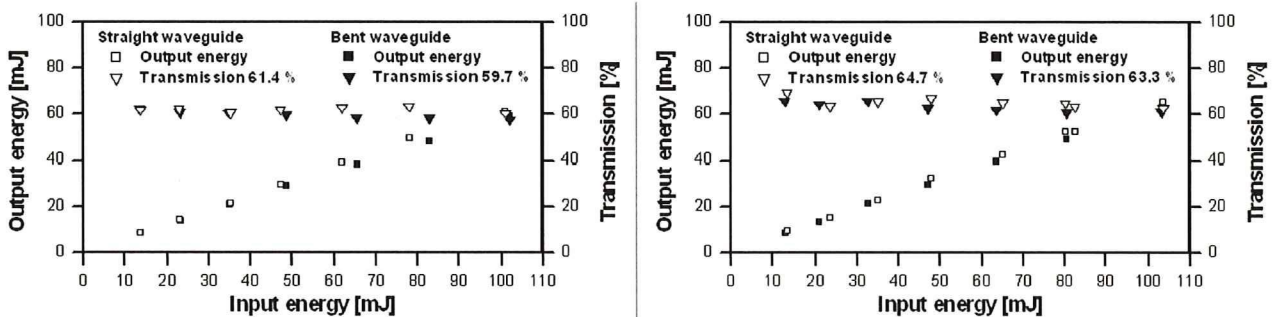 100
80
60
40
20
0
Output energy [mJ]
Straight waveguide
Output energy
Transmission 61.4 %
Bent waveguide
Output energy
Transmission 59.7 %
100
80
60
40
20
0
Transmission [%]
0 10 20 30 40 50 60 70 80 90 100 110
Input energy [mJ]
100
80
60
40
20
0
Output energy [mJ]
Straight waveguide
Output energy
Transmission 64.7 %
Bent waveguide
Output energy
Transmission 63.3 %
100
80
60
40
20
0
Transmission [%]
0 10 20 30 40 50 60 70 80 90 100 110
Input energy [mJ]